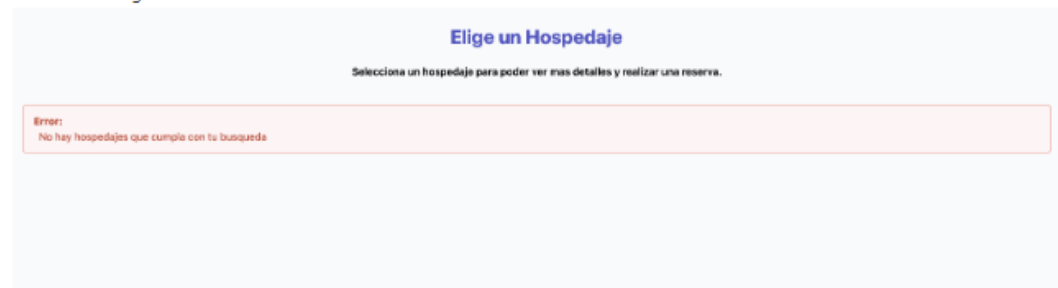 Elige un Hospedaje
Selecciona un hospedaje para poder ver mas detalles y realizar una reserva.
Error:
No hay hospedajes que cumpla con tu busqueda